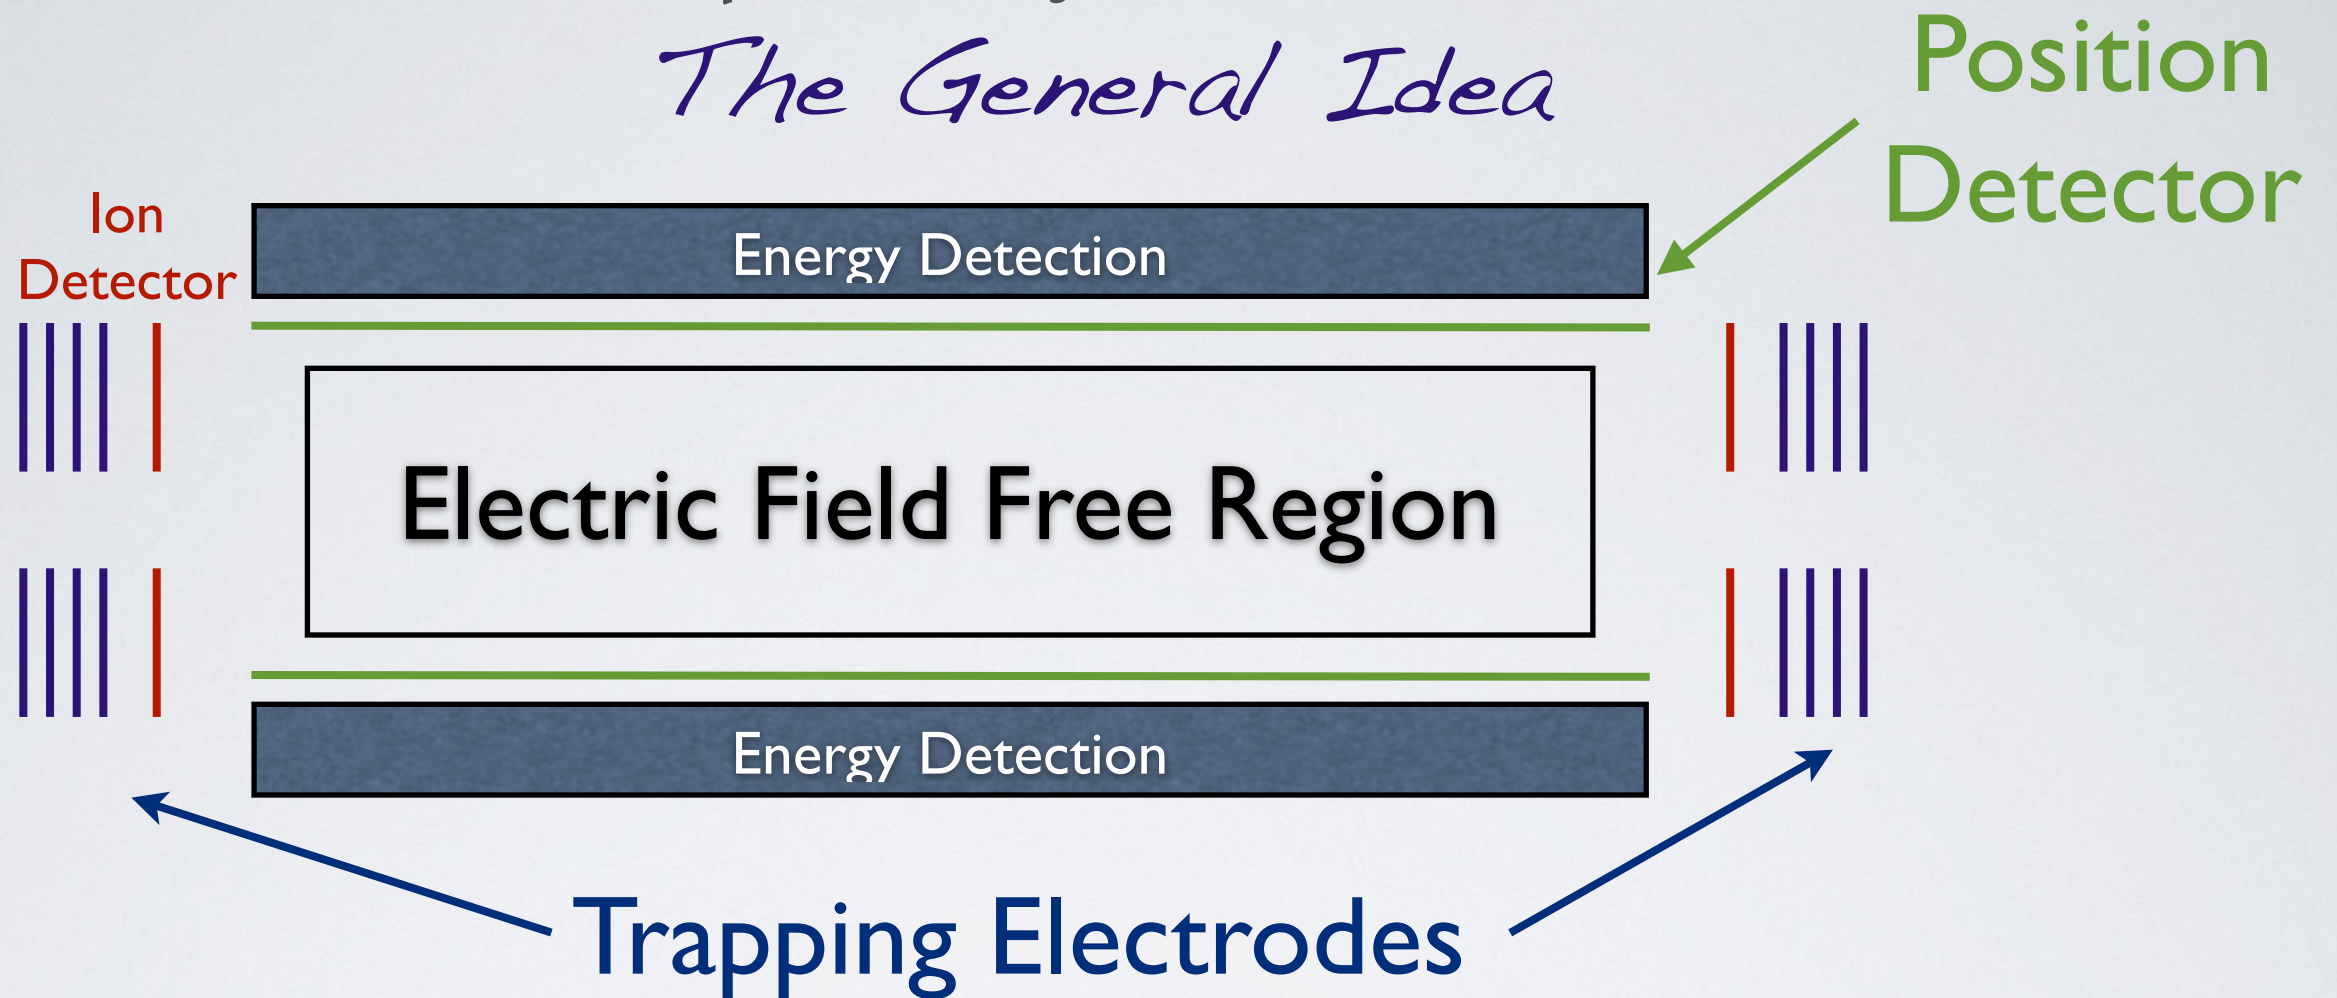 The General Idea
Position
Detector
Ion
Detector
Energy Detection
Electric Field Free Region
Energy Detection
Trapping Electrodes